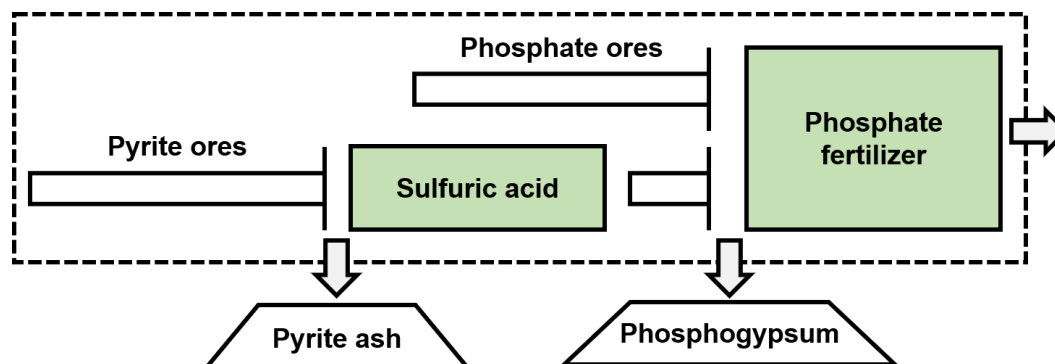 Phosphate ores
Phosphate
fertilizer
Pyrite ores
Sulfuric acid
Pyrite ash
Phosphogypsum